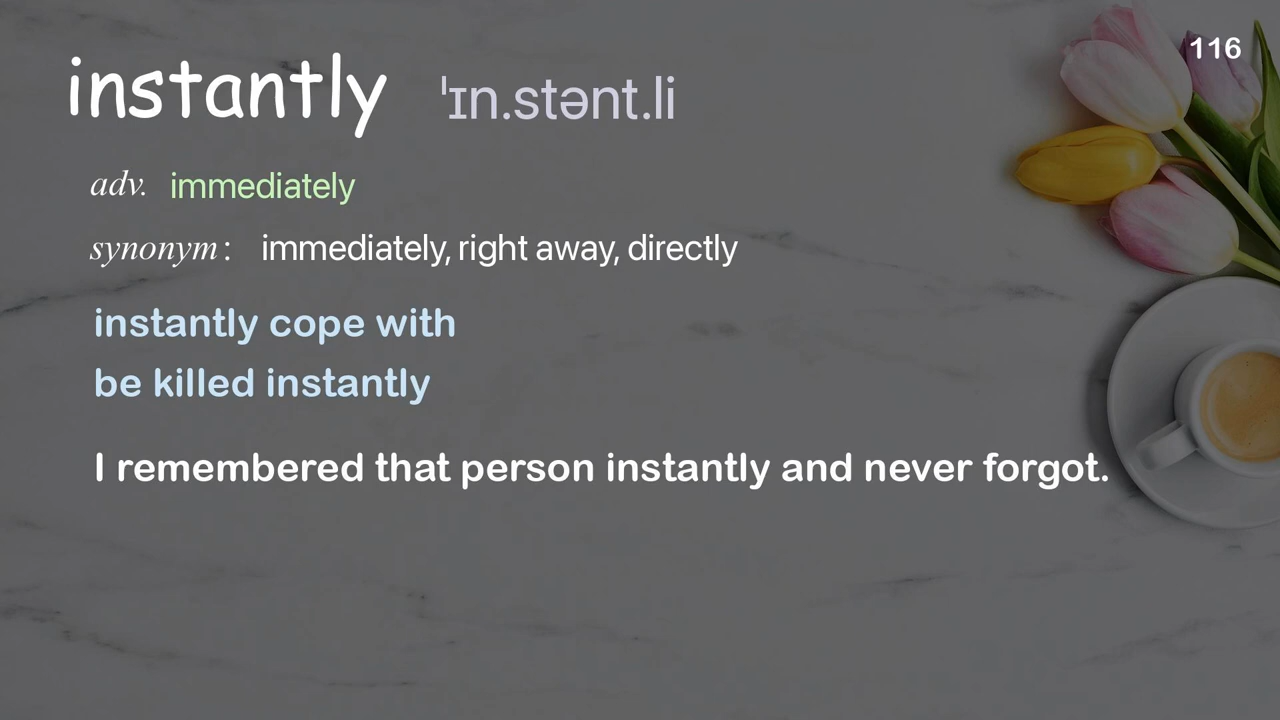 116
instantly ˈɪn.stənt.li
adv. immediately
synonym: immediately, right away, directly
instantly cope with
be killed instantly
I remembered that person instantly and never forgot.